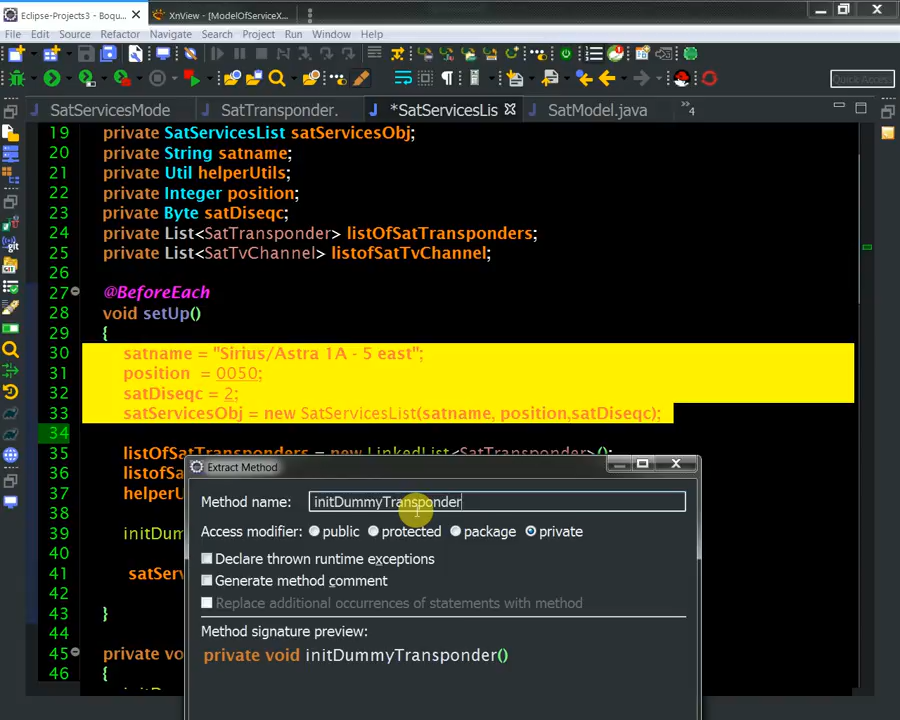 Eclipse-Projects3 - Boqu...
XnView - [ModelOfServiceX...
File Edit Source Refactor Navigate Search Project Run Window Help
Quick Access
SatServicesMode
SatTransponder.
*SatServicesLis
SatModel.java
»4
19 private SatServicesList satServicesObj;
20 private String satname;
21 private Util helperUtils;
22 private Integer position;
23 private Byte satDiseqc;
24 private List<SatTransponder> listOfSatTransponders;
25 private List<SatTvChannel> listofSatTvChannel;
26
27 @BeforeEach
28 void setUp()
29 {
30 satname = "Sirius/Astra 1A - 5 east";
31 position = 0050;
32 satDiseqc = 2;
33 satServicesObj = new SatServicesList(satname, position,satDiseqc);
34
35 listOfSatTransponders = new LinkedList<SatTransponder>();
36 listofSa
37 helperU
38
39 initDum
40
41 satServ
42
43 }
44
45 private vo
46 {
Extract Method
Method name: initDummyTransponder
Access modifier: public protected package private
Declare thrown runtime exceptions
Generate method comment
Replace additional occurrences of statements with method
Method signature preview:
private void initDummyTransponder()